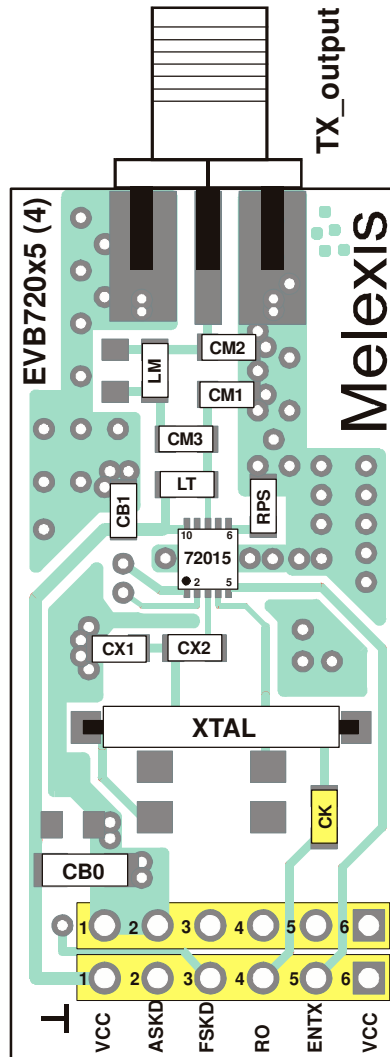 TX_output
EVB720x5 (4)
Melexis
CM2
LM
CM1
CM3
LT
CB1
RPS
10 6
72015
2 5
CX1 CX2
XTAL
CK
CB0
1 2 3 4 5 6
1 2 3 4 5 6
VCC ASKD FSKD RO ENTX VCC